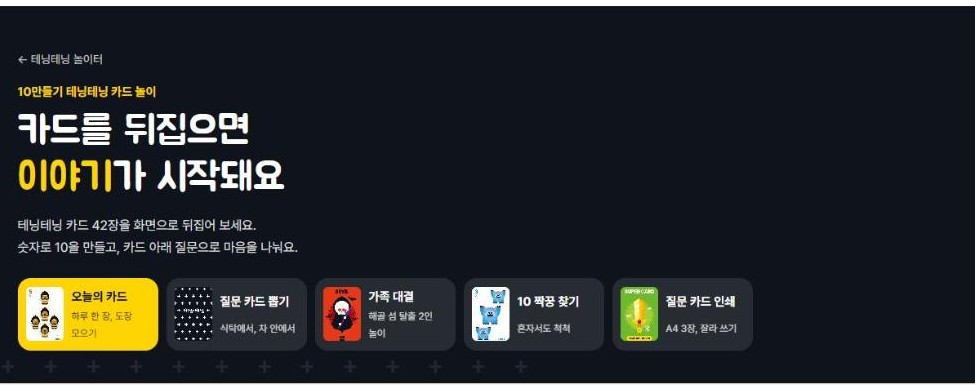 ← 테닝테닝 놀이터
10만들기 테닝테닝 카드 놀이
카드를 뒤집으면
이야기가 시작돼요
테닝테닝 카드 42장을 화면으로 뒤집어 보세요.
숫자로 10을 만들고, 카드 아래 질문으로 마음을 나눠요.
오늘의 카드
하루 한 장, 도장
모으기
질문 카드 뽑기
식탁에서, 차 안에서
가족 대결
해골 섬 탈출 2인
놀이
10 짝꿍 찾기
혼자서도 척척
SUPER CARD
질문 카드 인쇄
A4 3장, 잘라 쓰기